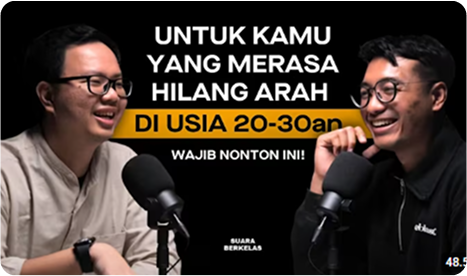 UNTUK KAMU
YANG MERASA
HILANG ARAH
DI USIA 20-30an
WAJIB NONTON INI!
SUARA
BERKELAS
48.5